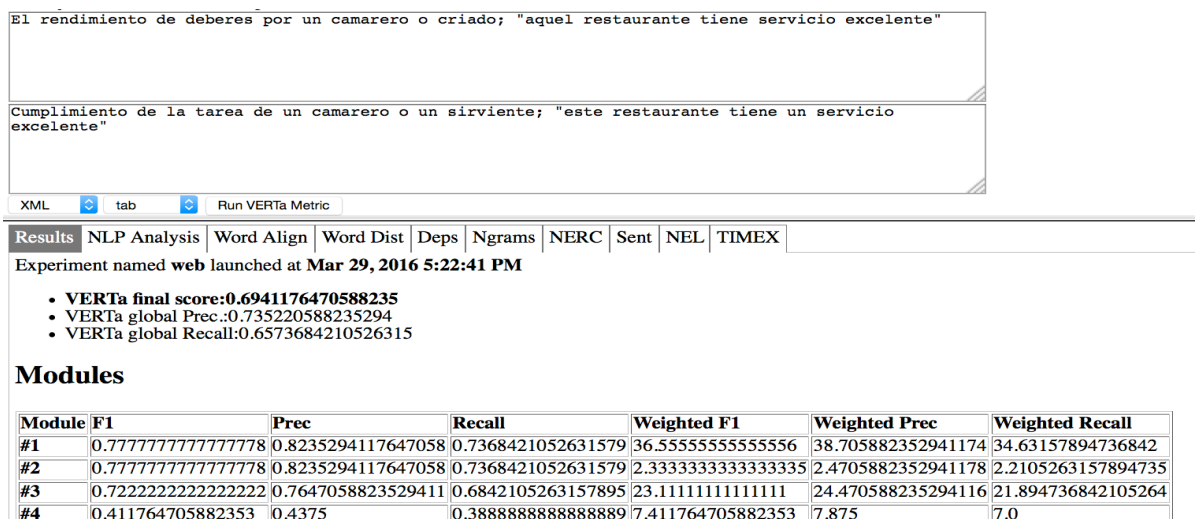 El rendimiento de deberes por un camarero o criado; "aquel restaurante tiene servicio excelente"
Cumplimiento de la tarea de un camarero o un sirviente; "este restaurante tiene un servicio
excelente"
XML tab Run VERTa Metric
Results NLP Analysis Word Align Word Dist Deps Ngrams NERC Sent NEL TIMEX
Experiment named web launched at Mar 29, 2016 5:22:41 PM
• VERTa final score:0.6941176470588235
• VERTa global Prec.:0.735220588235294
• VERTa global Recall:0.6573684210526315
Modules
Module F1 Prec Recall Weighted F1 Weighted Prec Weighted Recall
#1 0.7777777777777778 0.8235294117647058 0.7368421052631579 36.55555555555556 38.705882352941174 34.63157894736842
#2 0.7777777777777778 0.8235294117647058 0.7368421052631579 2.3333333333333335 2.4705882352941178 2.2105263157894735
#3 0.7222222222222222 0.7647058823529411 0.6842105263157895 23.11111111111111 24.470588235294116 21.894736842105264
#4 0.411764705882353 0.4375 0.3888888888888889 7.411764705882353 7.875 7.0